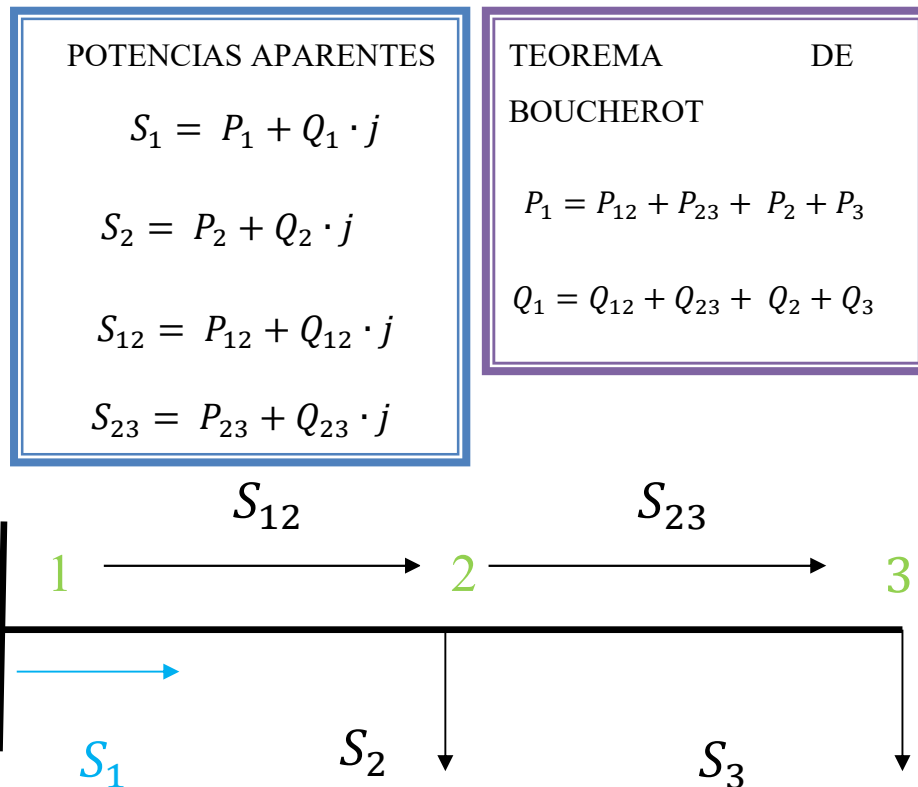 POTENCIAS APARENTES
S₁ = P₁ + Q₁ · j
S₂ = P₂ + Q₂ · j
S₁₂ = P₁₂ + Q₁₂ · j
S₂₃ = P₂₃ + Q₂₃ · j
TEOREMA DE
BOUCHEROT
P₁ = P₁₂ + P₂₃ + P₂ + P₃
Q₁ = Q₁₂ + Q₂₃ + Q₂ + Q₃
S₁₂ S₂₃
1 2 3
S₁ S₂ S₃